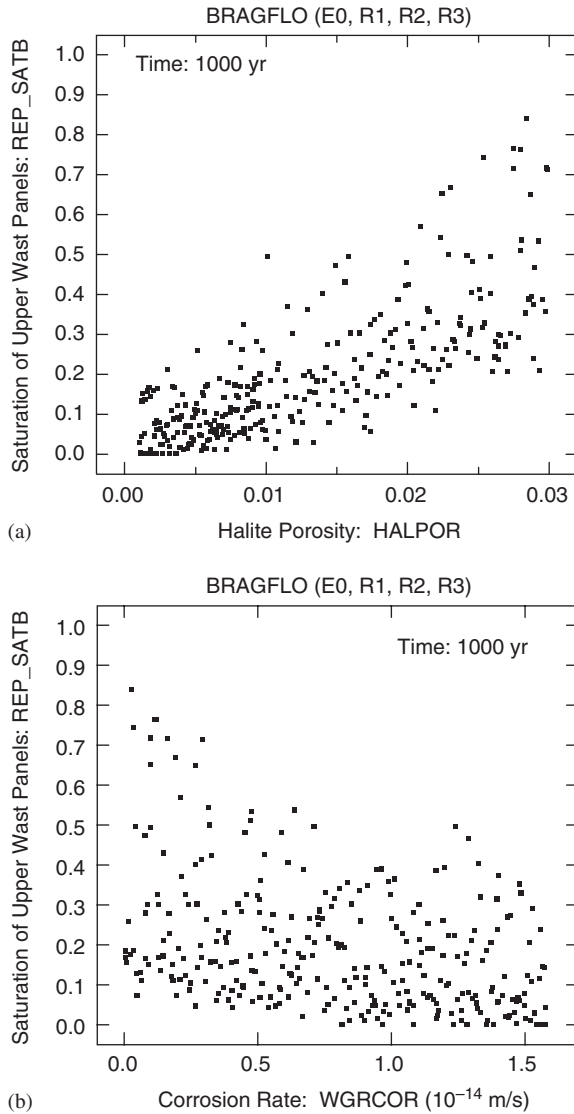 BRAGFLO (E0, R1, R2, R3)
Time: 1000 yr
Saturation of Upper Wast Panels: REP_SATB
1.0
0.9
0.8
0.7
0.6
0.5
0.4
0.3
0.2
0.1
0.0
0.00 0.01 0.02 0.03
(a) Halite Porosity: HALPOR
BRAGFLO (E0, R1, R2, R3)
Time: 1000 yr
Saturation of Upper Wast Panels: REP_SATB
1.0
0.9
0.8
0.7
0.6
0.5
0.4
0.3
0.2
0.1
0.0
0.0 0.5 1.0 1.5
(b) Corrosion Rate: WGRCOR (10⁻¹⁴ m/s)